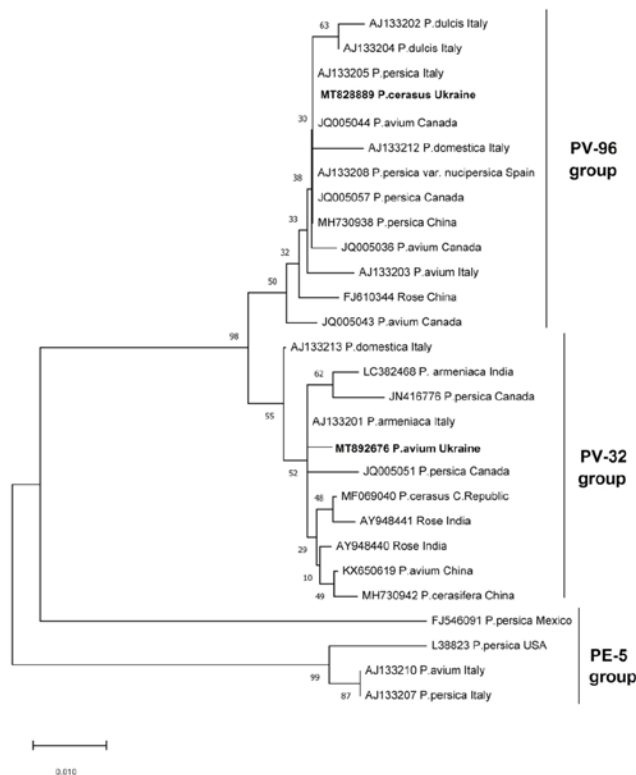 63
AJ133202 P.dulcis Italy
AJ133204 P.dulcis Italy
AJ133205 P.persica Italy
MT828889 P.cerasus Ukraine
30
JQ005044 P.avium Canada
AJ133212 P.domestica Italy
PV-96
group
38
AJ133208 P.persica var. nucipersica Spain
JQ005057 P.persica Canada
33
MH730938 P.persica China
JQ005036 P.avium Canada
32
AJ133203 P.avium Italy
50
FJ610344 Rose China
JQ005043 P.avium Canada
98
AJ133213 P.domestica Italy
62
LC382468 P. armeniaca India
JN416776 P.persica Canada
55
AJ133201 P.armeniaca Italy
MT892676 P.avium Ukraine
PV-32
group
52
JQ005051 P.persica Canada
48
MF069040 P.cerasus C.Republic
AY948441 Rose India
29
AY948440 Rose India
10
KX650619 P.avium China
49
MH730942 P.cerasifera China
FJ546091 P.persica Mexico
L38823 P.persica USA
PE-5
group
99
AJ133210 P.avium Italy
87
AJ133207 P.persica Italy
0.010